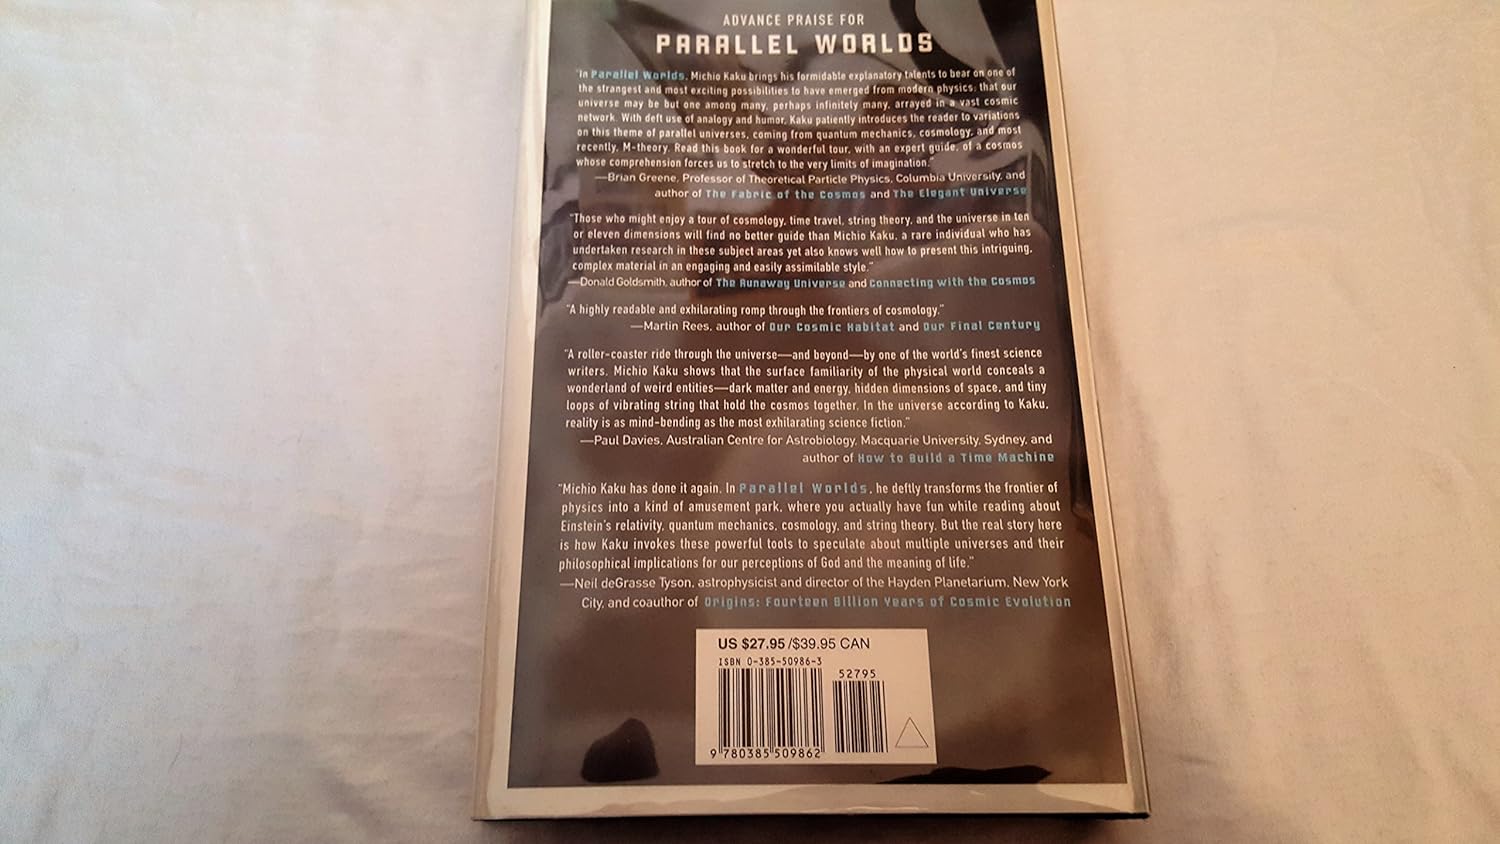 ADVANCE PRAISE FOR
PARALLEL WORLDS
"In Parallel Worlds, Michio Kaku brings his formidable explanatory talents to bear on one of
the strangest and most exciting possibilities to have emerged from modern physics: that our
universe may be but one among many, perhaps infinitely many, arrayed in a vast cosmic
network. With deft use of analogy and humor, Kaku patiently introduces the reader to variations
on this theme of parallel universes, coming from quantum mechanics, cosmology, and most
recently, M-theory. Read this book for a wonderful tour, with an expert guide, of a cosmos
whose comprehension forces us to stretch to the very limits of imagination."
—Brian Greene, Professor of Theoretical Particle Physics, Columbia University, and
author of The Fabric of the Cosmos and The Elegant Universe
"Those who might enjoy a tour of cosmology, time travel, string theory, and the universe in ten
or eleven dimensions will find no better guide than Michio Kaku, a rare individual who has
undertaken research in these subject areas yet also knows well how to present this intriguing,
complex material in an engaging and easily assimilable style."
—Donald Goldsmith, author of The Runaway Universe and Connecting with the Cosmos
"A highly readable and exhilarating romp through the frontiers of cosmology."
—Martin Rees, author of Our Cosmic Habitat and Our Final Century
"A roller-coaster ride through the universe—and beyond—by one of the world's finest science
writers. Michio Kaku shows that the surface familiarity of the physical world conceals a
wonderland of weird entities—dark matter and energy, hidden dimensions of space, and tiny
loops of vibrating string that hold the cosmos together. In the universe according to Kaku,
reality is as mind-bending as the most exhilarating science fiction."
—Paul Davies, Australian Centre for Astrobiology, Macquarie University, Sydney, and
author of How to Build a Time Machine
"Michio Kaku has done it again. In Parallel Worlds, he deftly transforms the frontier of
physics into a kind of amusement park, where you actually have fun while reading about
Einstein's relativity, quantum mechanics, cosmology, and string theory. But the real story here
is how Kaku invokes these powerful tools to speculate about multiple universes and their
philosophical implications for our perceptions of God and the meaning of life."
—Neil deGrasse Tyson, astrophysicist and director of the Hayden Planetarium, New York
City, and coauthor of Origins: Fourteen Billion Years of Cosmic Evolution
US $27.95/$39.95 CAN
ISBN 0-385-50986-3
52795
9 780385 509862